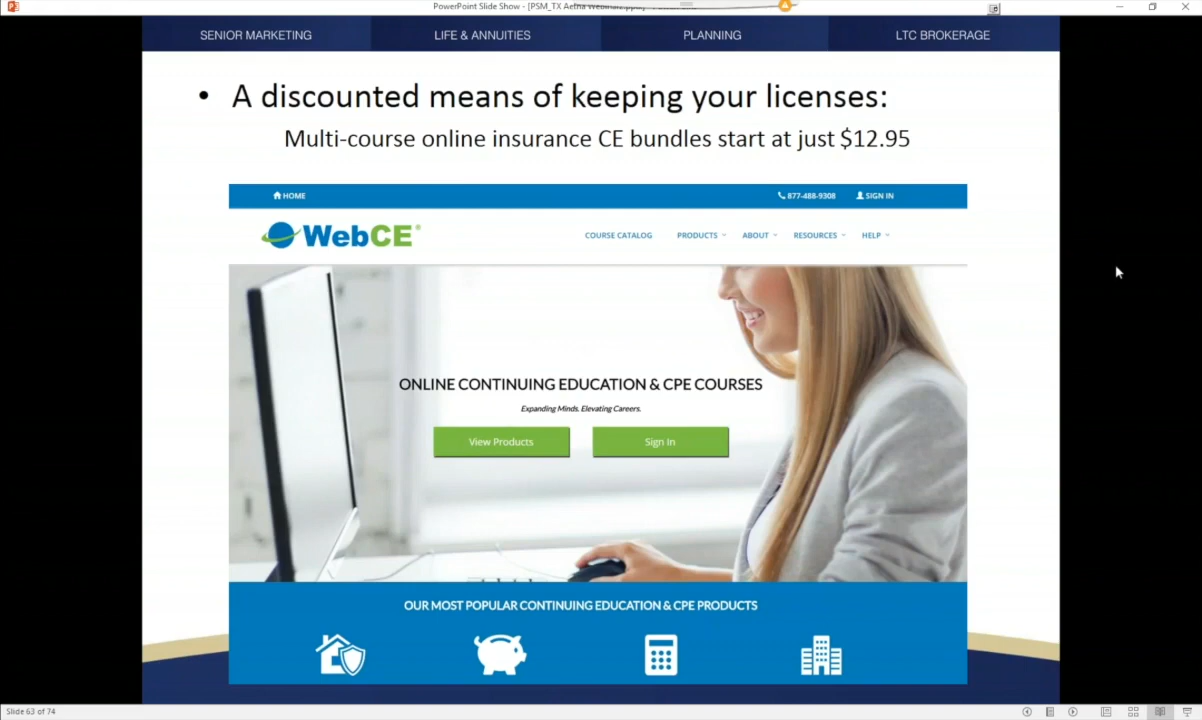 PowerPoint Slide Show - [PSM_TX Aetna
SENIOR MARKETING
LIFE & ANNUITIES
PLANNING
LTC BROKERAGE
• A discounted means of keeping your licenses:
Multi-course online insurance CE bundles start at just $12.95
HOME
877-488-9308
SIGN IN
WebCE®
COURSE CATALOG
PRODUCTS
ABOUT
RESOURCES
HELP
ONLINE CONTINUING EDUCATION & CPE COURSES
Expanding Minds. Elevating Careers.
View Products
Sign In
OUR MOST POPULAR CONTINUING EDUCATION & CPE PRODUCTS
Slide 63 of 74